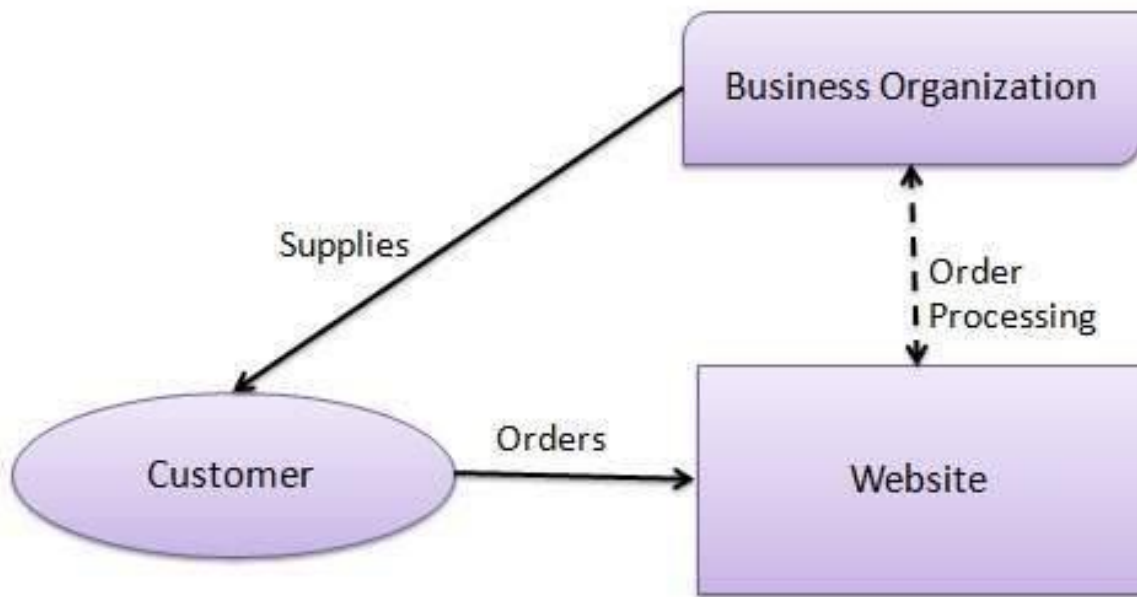 Business Organization
Supplies
Order
Processing
Orders
Customer
Website